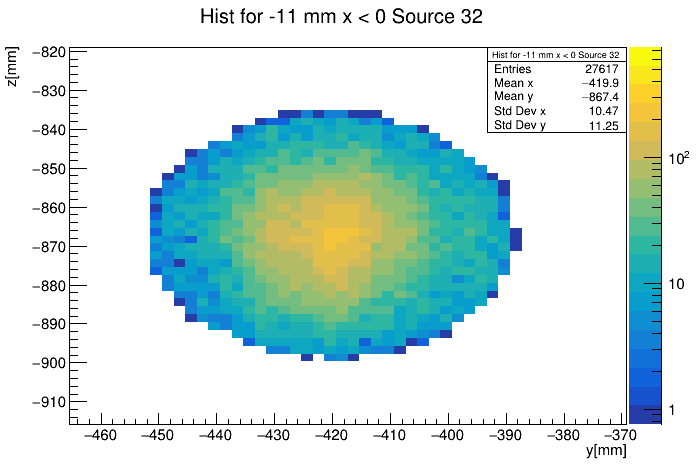 Hist for -11 mm x < 0 Source 32
Hist for -11 mm x < 0 Source 32
Entries 27617
Mean x −419.9
Mean y −867.4
Std Dev x 10.47
Std Dev y 11.25
z[mm]
−820
−830
−840
−850
−860
−870
−880
−890
−900
−910
−460 −450 −440 −430 −420 −410 −400 −390 −380 −370
y[mm]
10²
10
1